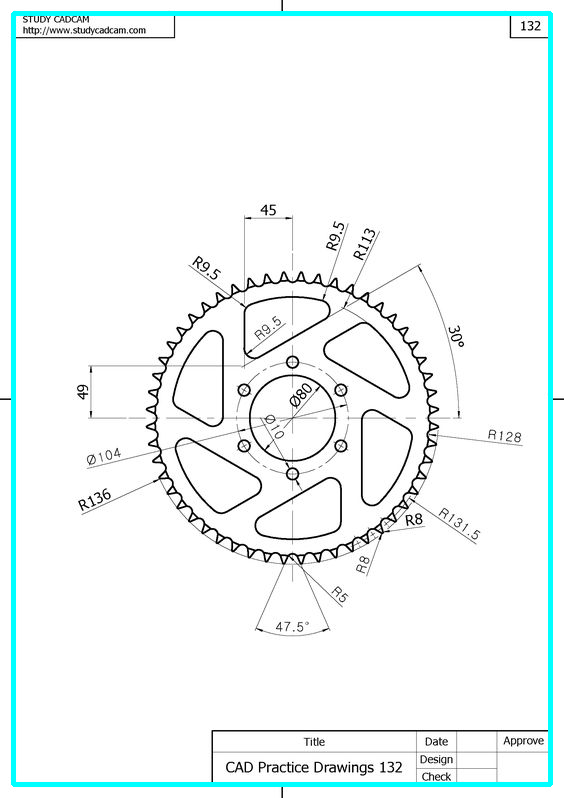 STUDY CADCAM
http://www.studycadcam.com
132
45
R9.5
R113
R9.5
R9.5
30°
49
Ø80
Ø10
Ø104
R128
R136
R8
R131.5
R8
R5
47.5°
Title
Date
Approve
CAD Practice Drawings 132
Design
Check